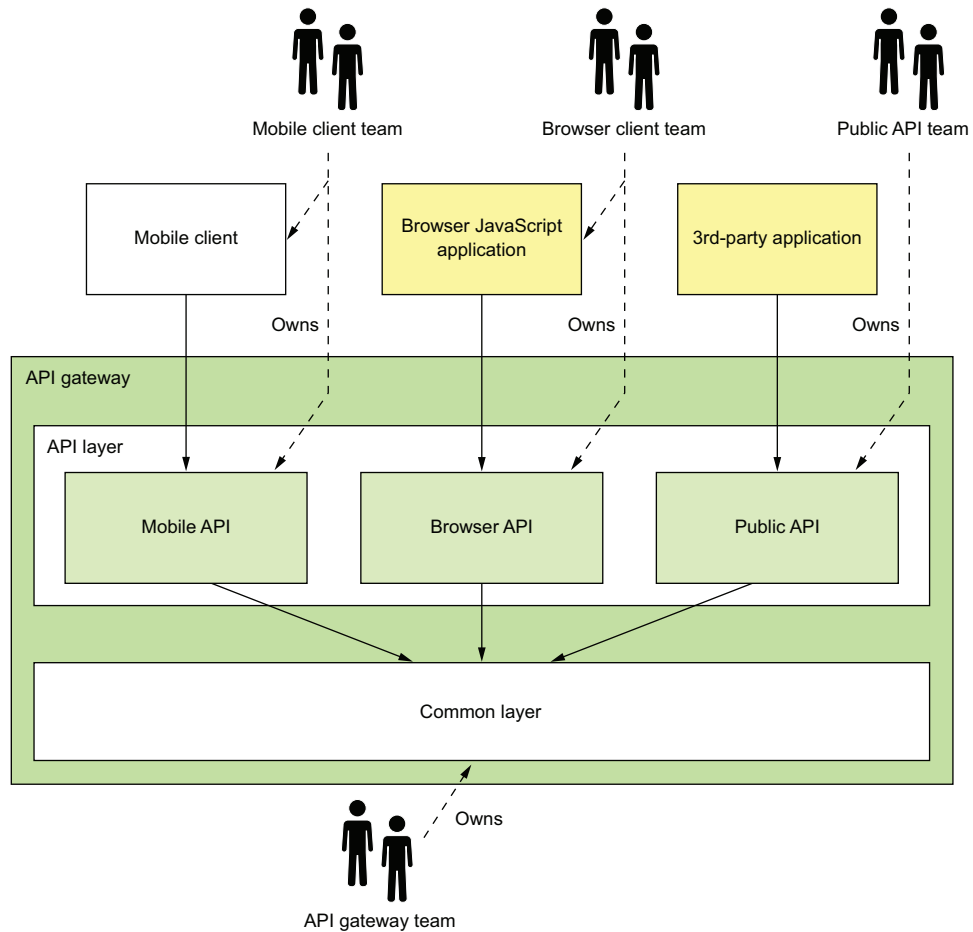 Mobile client team
Browser client team
Public API team
Mobile client
Browser JavaScript
application
3rd-party application
Owns
Owns
Owns
API gateway
API layer
Mobile API
Browser API
Public API
Common layer
Owns
API gateway team